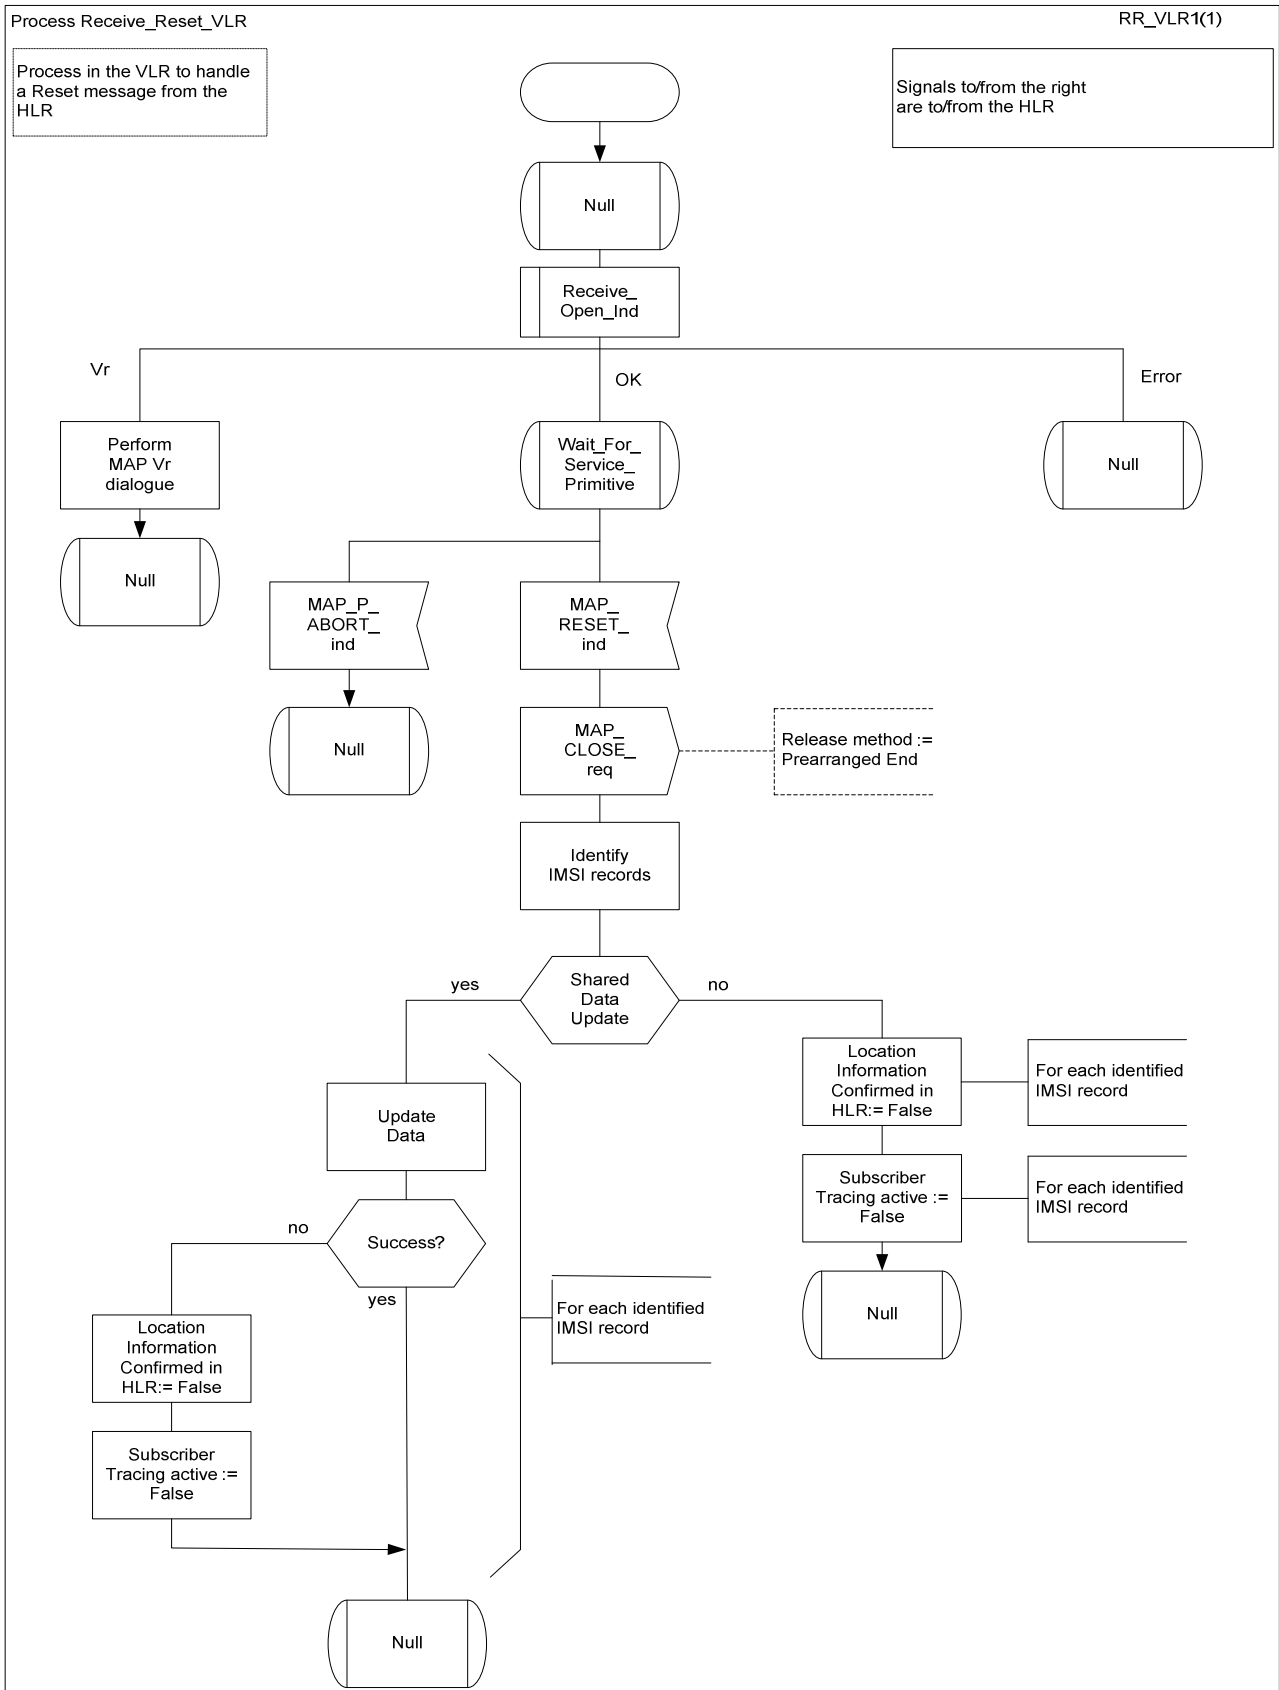 Process Receive_Reset_VLR
RR_VLR1(1)
Process in the VLR to handle
a Reset message from the
HLR
Signals to/from the right
are to/from the HLR
Null
Receive_
Open_Ind
Vr
OK
Error
Perform
MAP Vr
dialogue
Wait_For_
Service_
Primitive
Null
Null
MAP_P_
ABORT_
ind
MAP_
RESET_
ind
Null
MAP_
CLOSE_
req
Release method :=
Prearranged End
Identify
IMSI records
Shared
Data
Update
yes
no
Location
Information
Confirmed in
HLR:= False
For each identified
IMSI record
Update
Data
Subscriber
Tracing active :=
False
For each identified
IMSI record
Success?
no
yes
Null
For each identified
IMSI record
Location
Information
Confirmed in
HLR:= False
Subscriber
Tracing active :=
False
Null